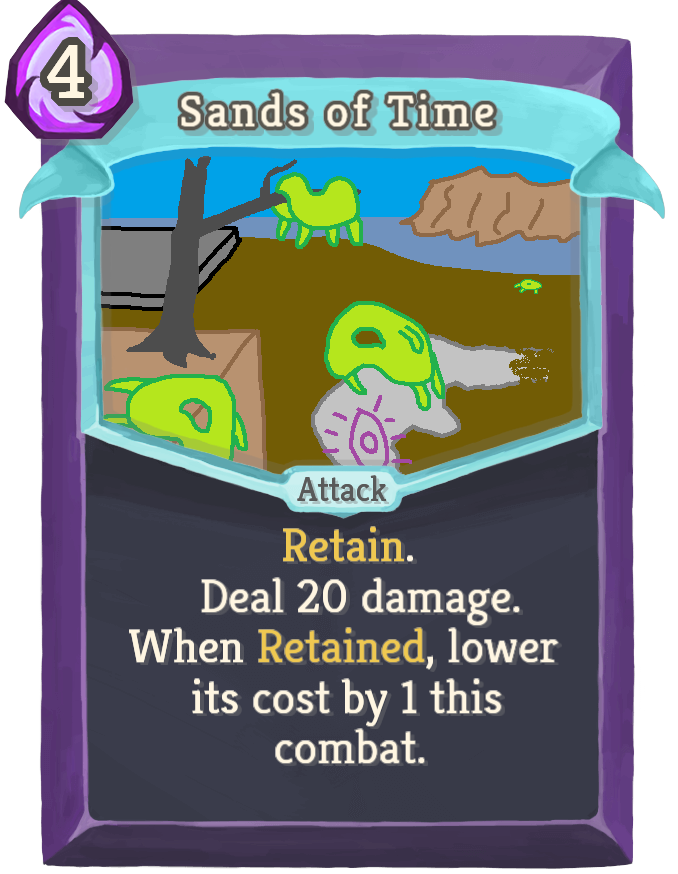 4
Sands of Time
Attack
Retain.
Deal 20 damage.
When Retained, lower
its cost by 1 this
combat.